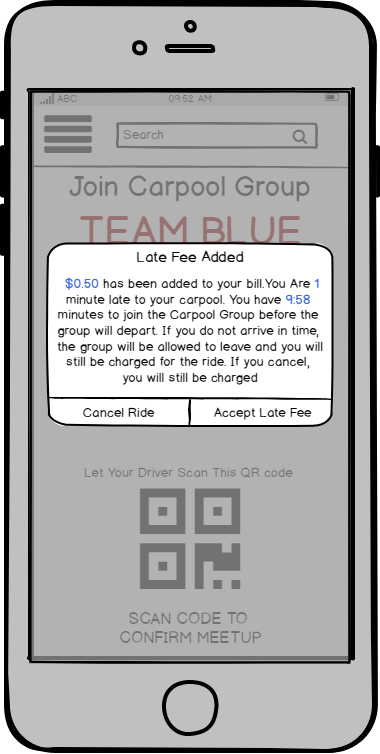 ABC 09:52 AM
Search
Join Carpool Group
TEAM BLUE
Late Fee Added
$0.50 has been added to your bill.You Are 1
minute late to your carpool. You have 9:58
minutes to join the Carpool Group before the
group will depart. If you do not arrive in time,
the group will be allowed to leave and you will
still be charged for the ride. If you cancel,
you will still be charged
Cancel Ride Accept Late Fee
Let Your Driver Scan This QR code
SCAN CODE TO
CONFIRM MEETUP